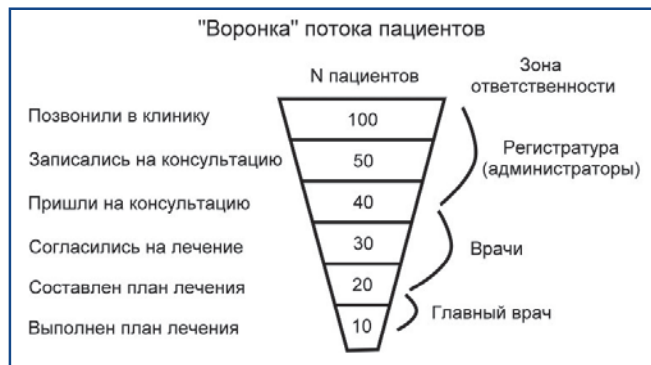 "Воронка" потока пациентов
N пациентов
Зона
ответственности
Позвонили в клинику
100
Записались на консультацию
50
Регистратура
(администраторы)
Пришли на консультацию
40
Согласились на лечение
30
Врачи
Составлен план лечения
20
Главный врач
Выполнен план лечения
10